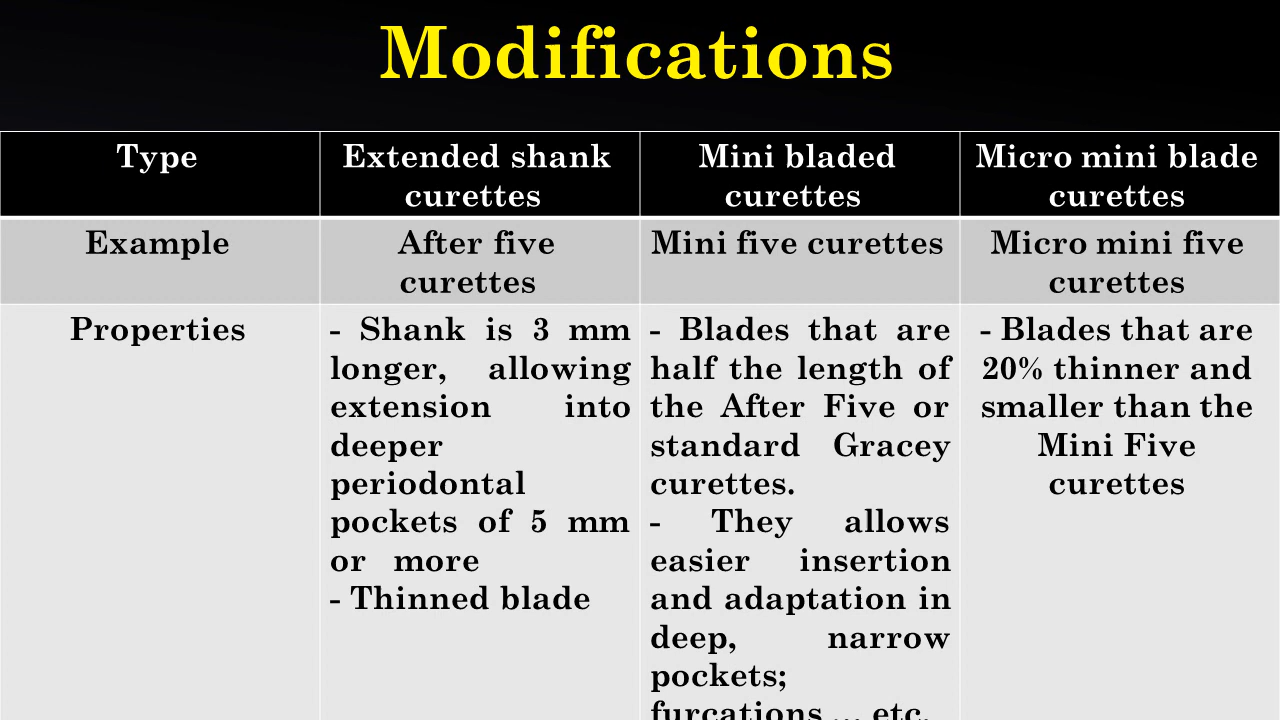 Modifications
Type
Extended shank
curettes
Mini bladed
curettes
Micro mini blade
curettes
Example
After five
curettes
Mini five curettes
Micro mini five
curettes
Properties
- Shank is 3 mm
longer, allowing
extension into
deeper
periodontal
pockets of 5 mm
or more
- Thinned blade
- Blades that are
half the length of
the After Five or
standard Gracey
curettes.
- They allows
easier insertion
and adaptation in
deep, narrow
pockets;
furcations ... etc.
- Blades that are
20% thinner and
smaller than the
Mini Five
curettes